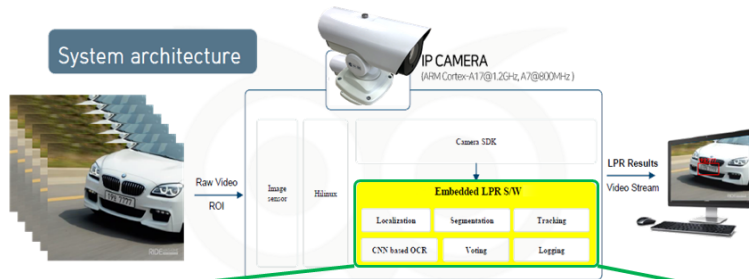 System architecture
IP CAMERA
(ARM Cortex-A17@1.2GHz, A7@800MHz )
Camera SDK
Raw Video
ROI
Image
sensor
Hilinux
Embedded LPR S/W
Localization
Segmentation
Tracking
CNN based OCR
Voting
Logging
LPR Results
Video Stream